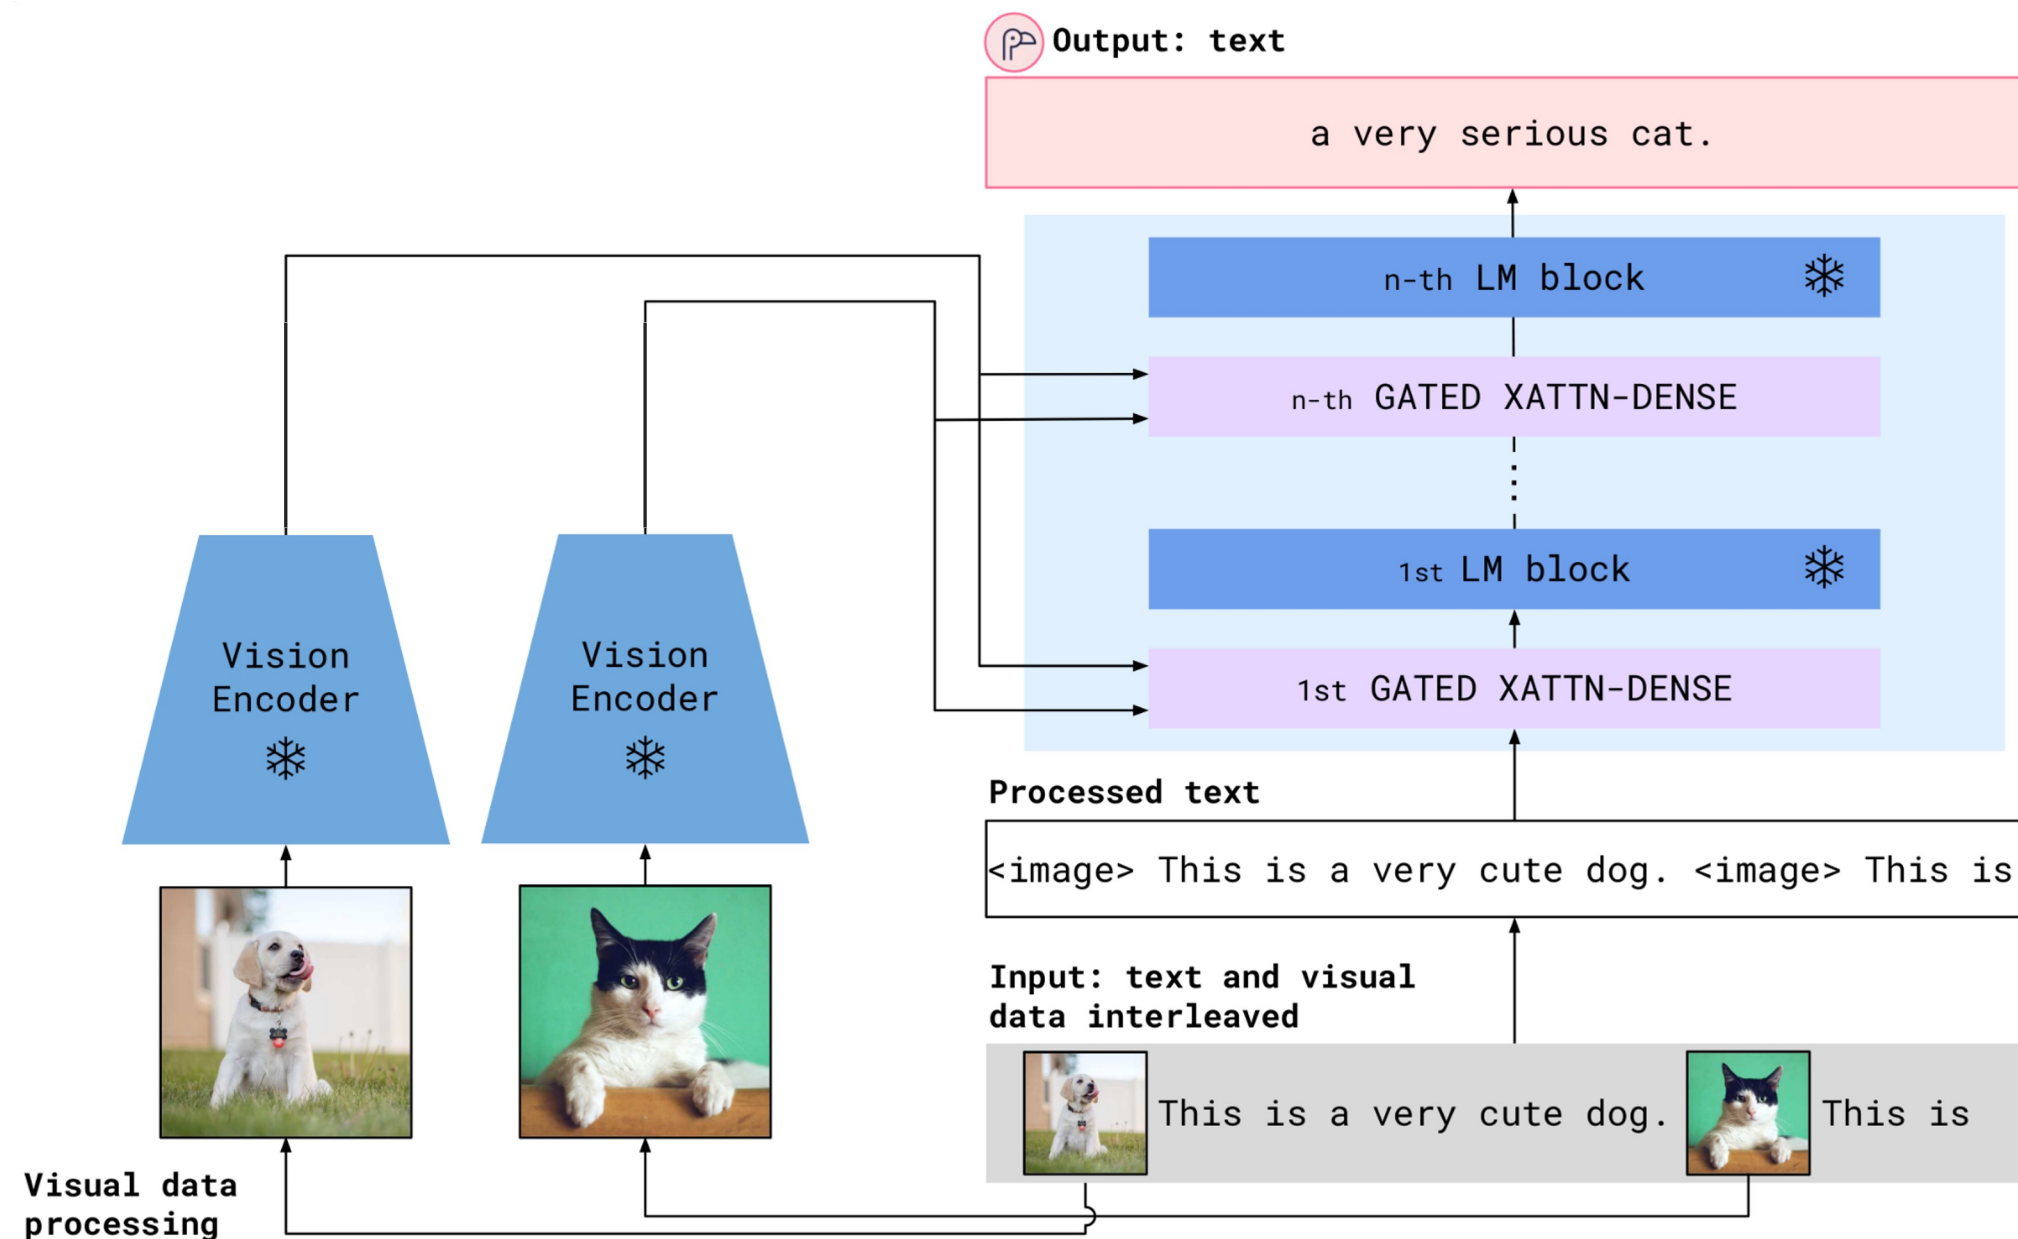 Output: text
a very serious cat.
n-th LM block
n-th GATED XATTN-DENSE
1st LM block
1st GATED XATTN-DENSE
Vision
Encoder
Vision
Encoder
Processed text
<image> This is a very cute dog. <image> This is
Input: text and visual
data interleaved
This is a very cute dog. This is
Visual data
processing